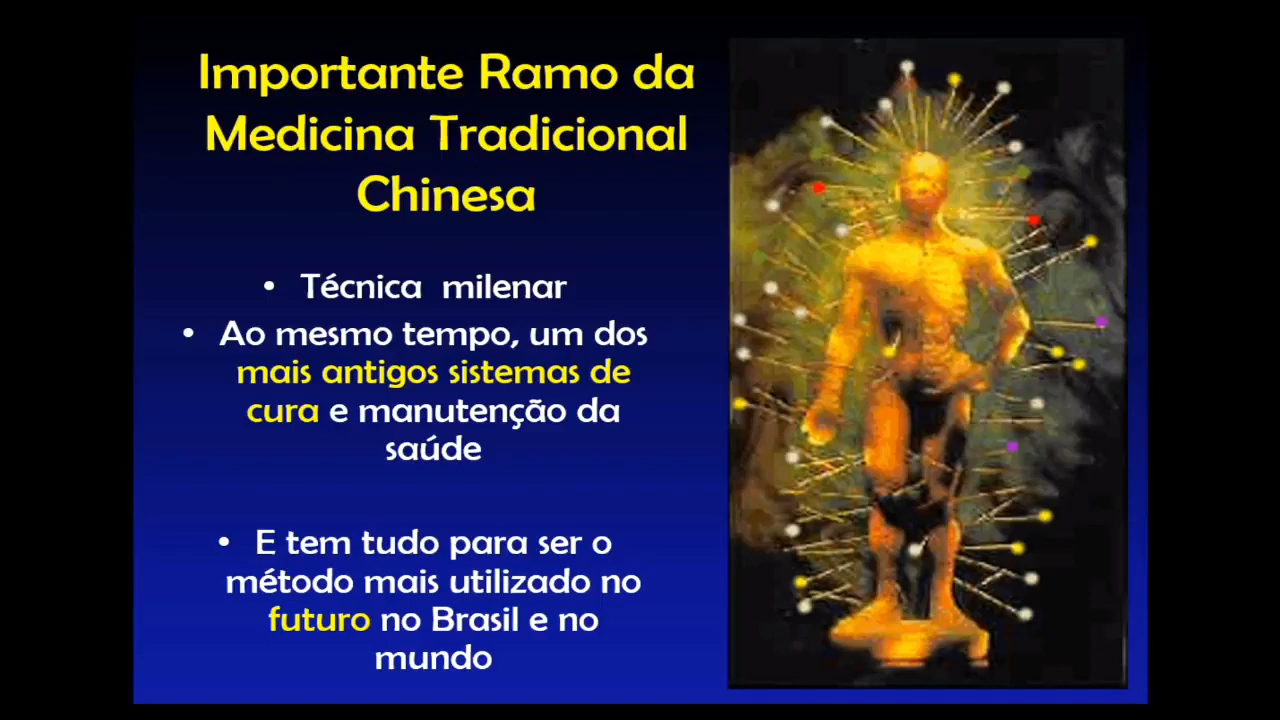 Importante Ramo da
Medicina Tradicional
Chinesa
• Técnica milenar
• Ao mesmo tempo, um dos
mais antigos sistemas de
cura e manutenção da
saúde
• E tem tudo para ser o
método mais utilizado no
futuro no Brasil e no
mundo